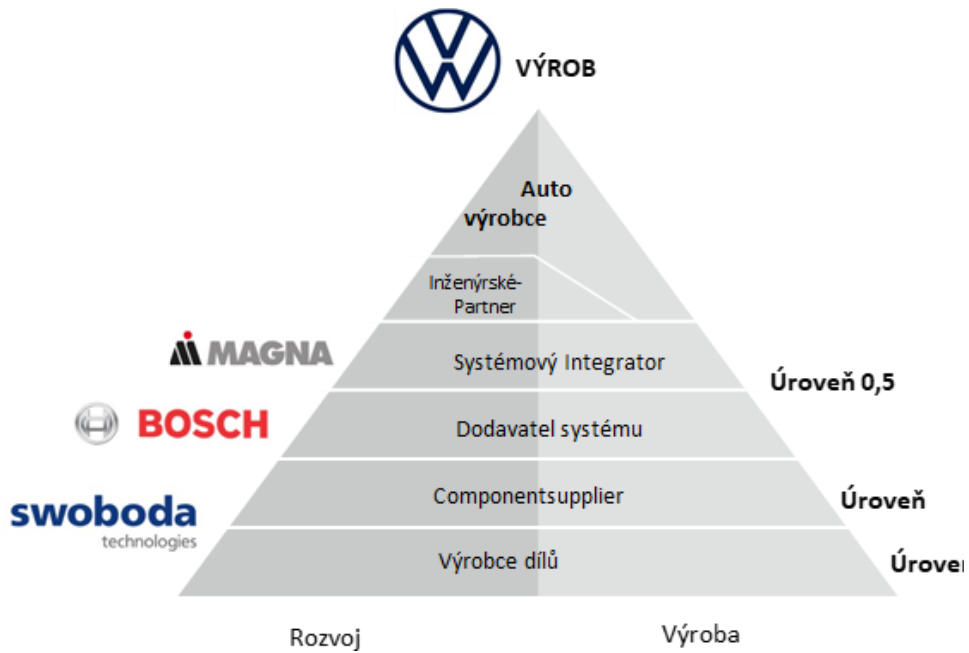 VÝROB
Auto
výrobce
Inženýrské-
Partner
MAGNA
Systémový Integrator
Úroveň 0,5
BOSCH
Dodavatel systému
swoboda
technologies
Componentsupplier
Úroveň
Výrobce dílů
Úroveň
Rozvoj
Výroba